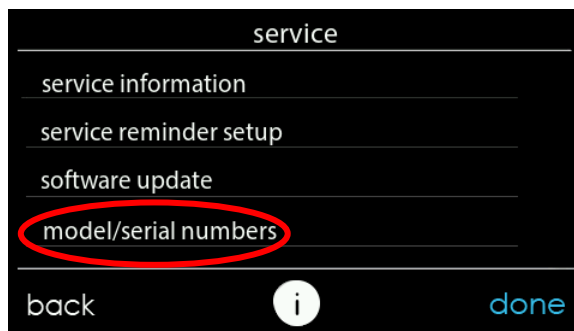 service
service information
service reminder setup
software update
model/serial numbers
back i done